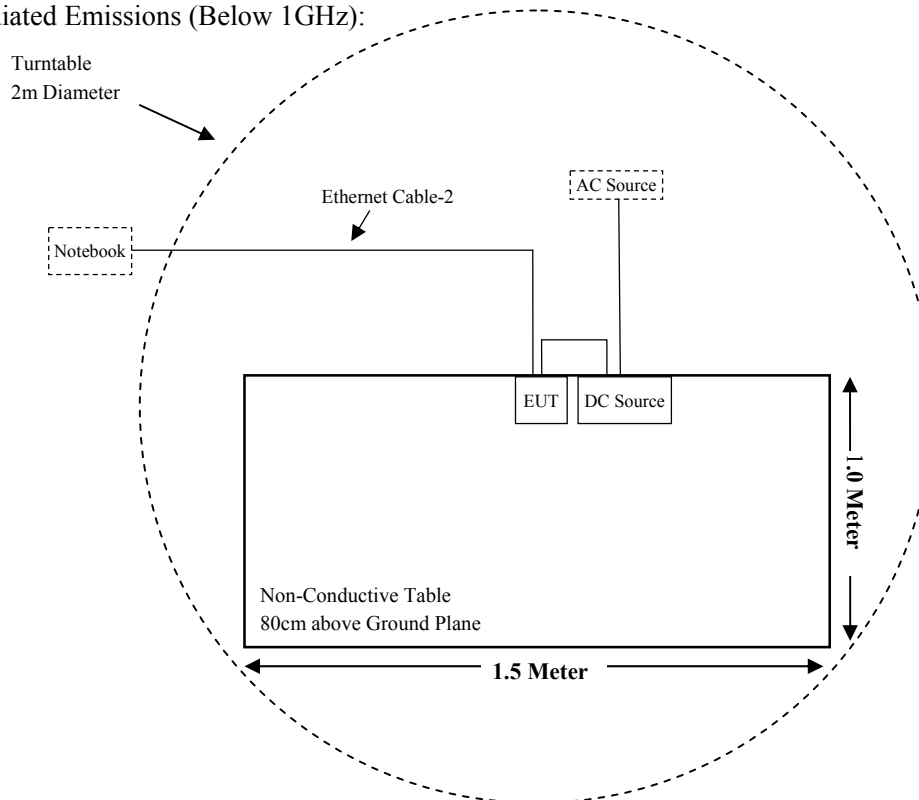 diated Emissions (Below 1GHz):
Turntable
2m Diameter
AC Source
Ethernet Cable-2
Notebook
EUT
DC Source
1.0 Meter
Non-Conductive Table
80cm above Ground Plane
1.5 Meter